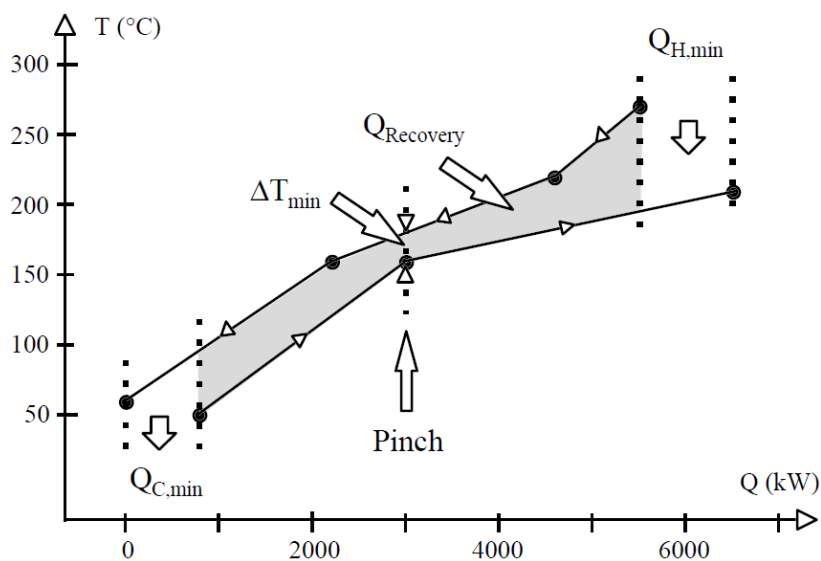 T (°C)
Q_H,min
300
Q_Recovery
250
ΔT_min
200
150
100
50
Pinch
Q_C,min
Q (kW)
0 2000 4000 6000